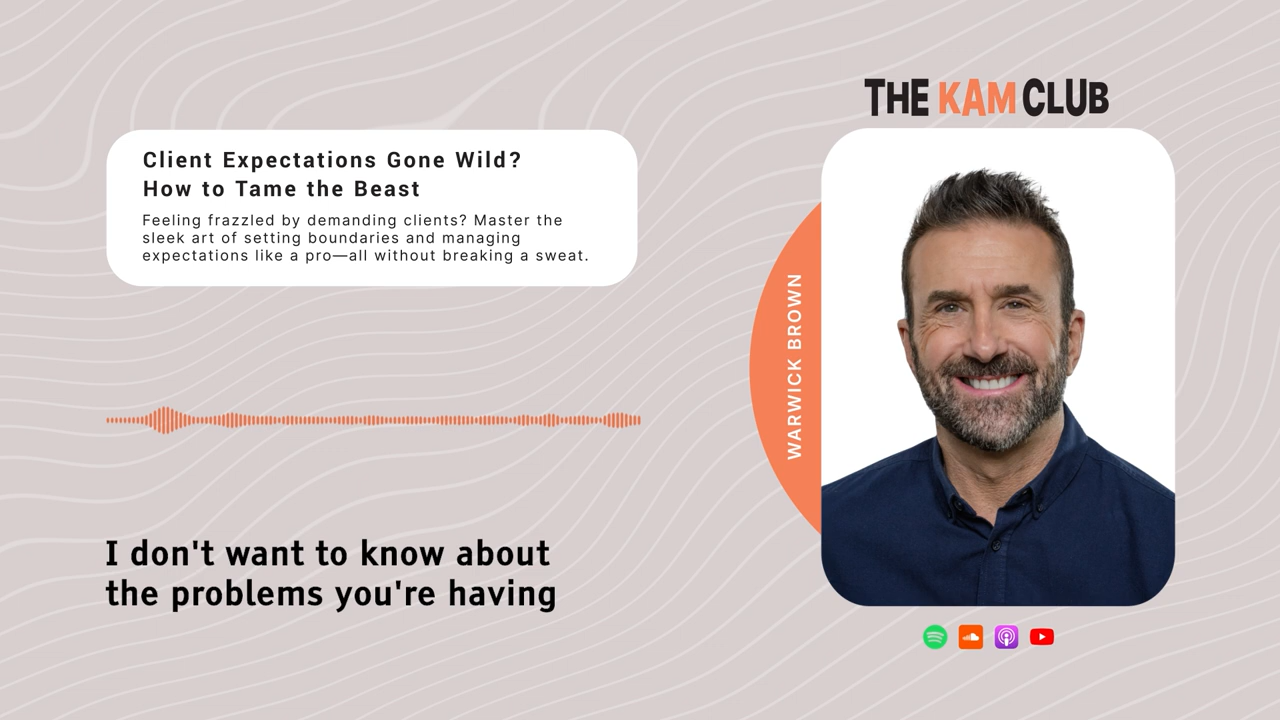 THE KAM CLUB
Client Expectations Gone Wild?
How to Tame the Beast
Feeling frazzled by demanding clients? Master the
sleek art of setting boundaries and managing
expectations like a pro—all without breaking a sweat.
WARWICK BROWN
I don't want to know about
the problems you're having